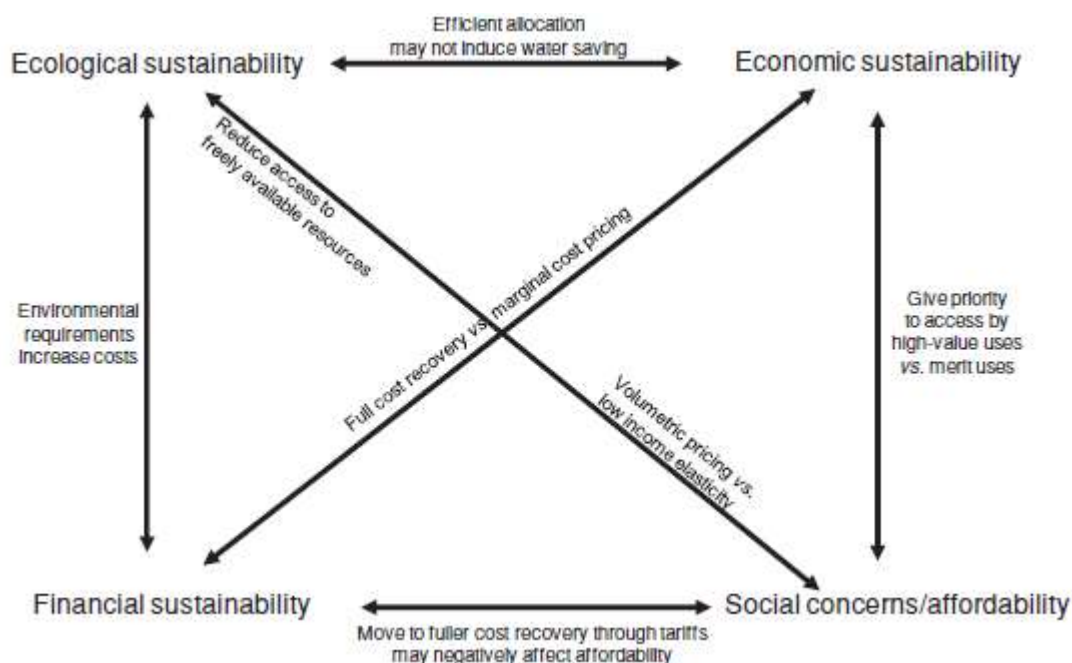 Efficient allocation
may not induce water saving
Ecological sustainability
Economic sustainability
Reduce access to
freely available resources
Full cost recovery vs. marginal cost pricing
Environmental
requirements
increase costs
Give priority
to access by
high-value uses
vs. merit uses
Volumetric pricing vs.
low income elasticity
Financial sustainability
Social concerns/affordability
Move to fuller cost recovery through tariffs
may negatively affect affordability